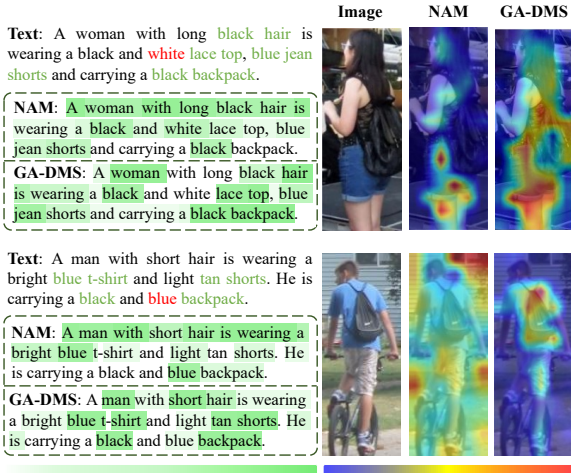 Image NAM GA-DMS
Text: A woman with long black hair is
wearing a black and white lace top, blue jean
shorts and carrying a black backpack.
NAM: A woman with long black hair is
wearing a black and white lace top, blue
jean shorts and carrying a black backpack.
GA-DMS: A woman with long black hair
is wearing a black and white lace top, blue
jean shorts and carrying a black backpack.
Text: A man with short hair is wearing a
bright blue t-shirt and light tan shorts. He is
carrying a black and blue backpack.
NAM: A man with short hair is wearing a
bright blue t-shirt and light tan shorts. He
is carrying a black and blue backpack.
GA-DMS: A man with short hair is wearing
a bright blue t-shirt and light tan shorts. He
is carrying a black and blue backpack.